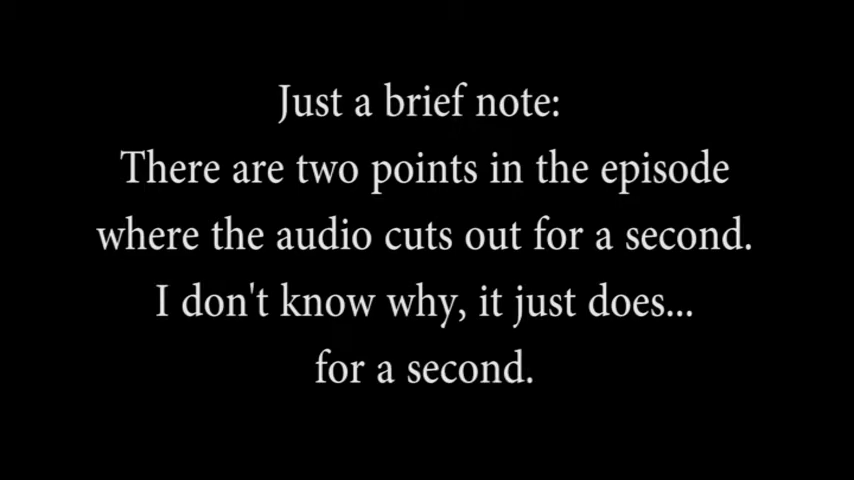 Just a brief note:
There are two points in the episode
where the audio cuts out for a second.
I don't know why, it just does...
for a second.